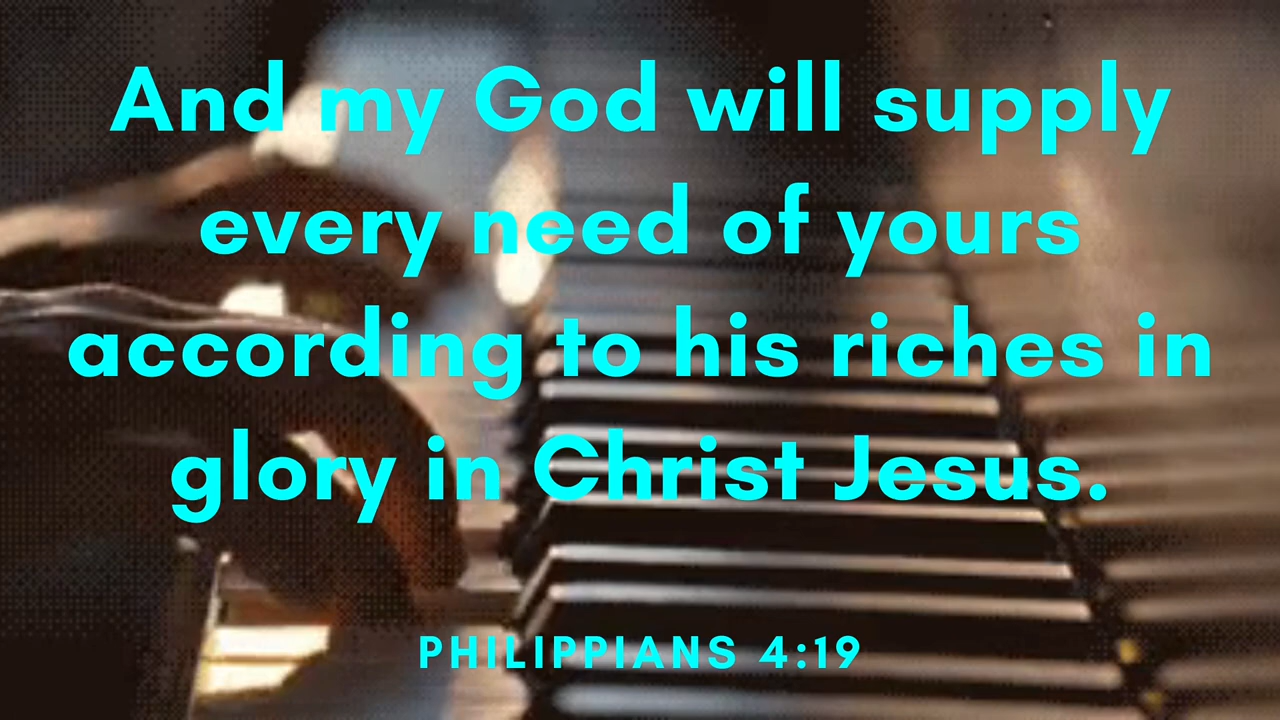 And my God will supply
every need of yours
according to his riches in
glory in Christ Jesus.
PHILIPPIANS 4:19